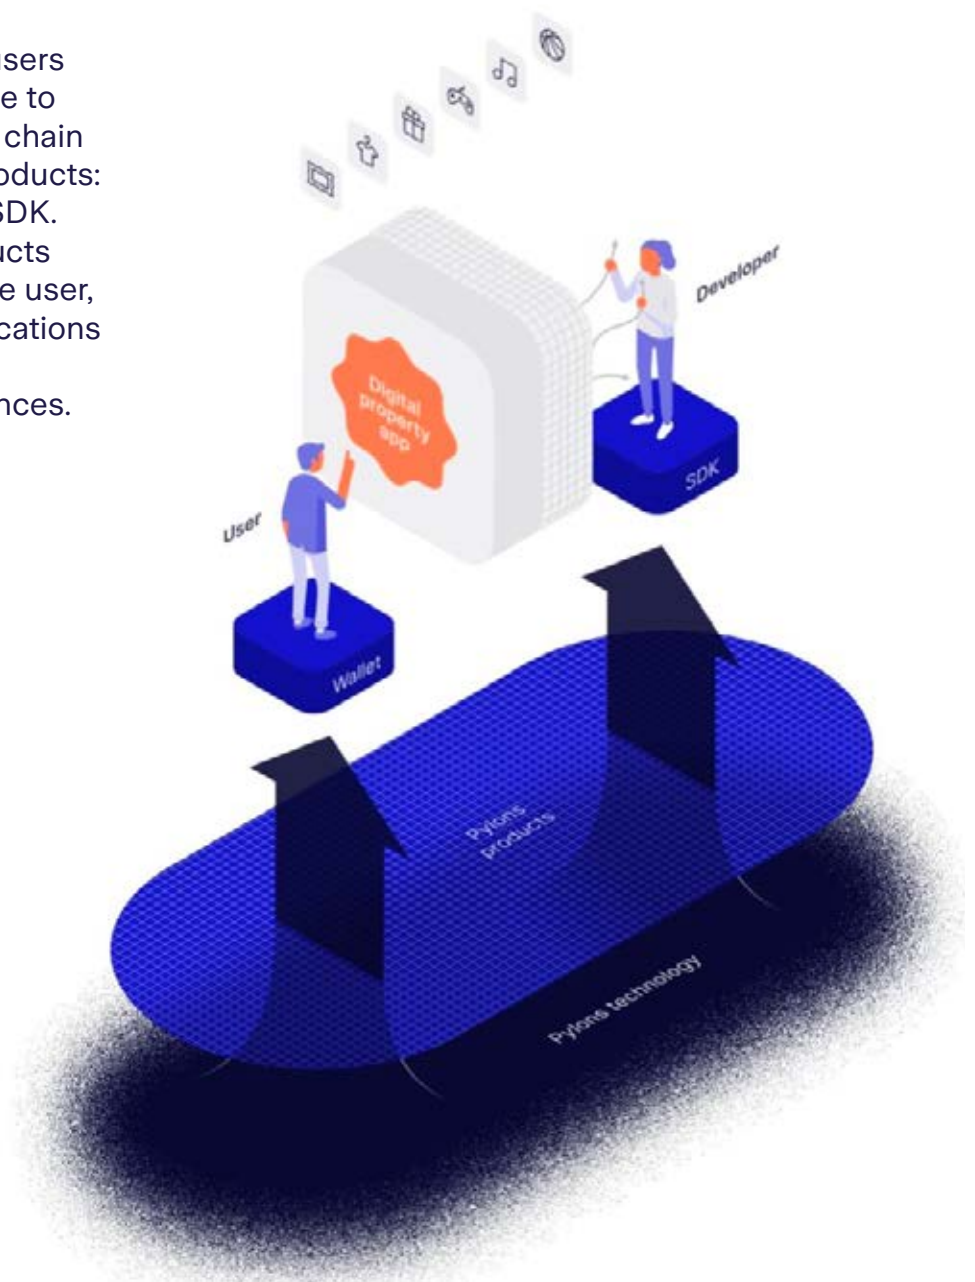 sers
e to
chain
oducts:
SDK.
ucts
e user,
cations
nces.
Developer
Digital
property
app
SDK
User
Wallet
Pylons
products
Pylons technology